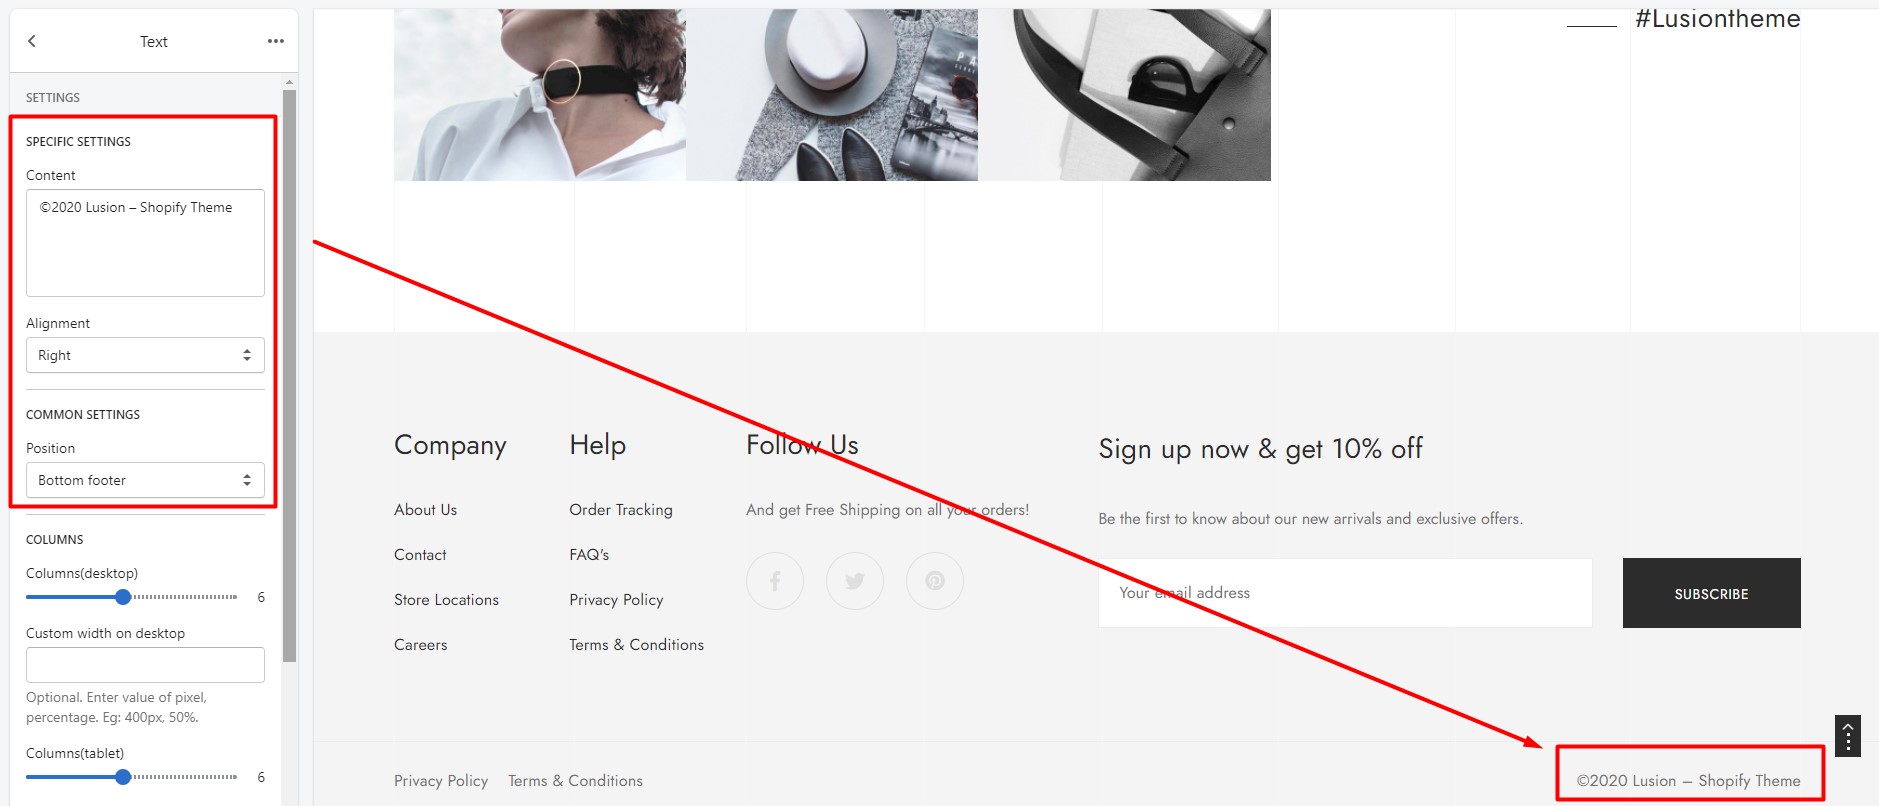 Text
SETTINGS
SPECIFIC SETTINGS
Content
©2020 Lusion – Shopify Theme
Alignment
Right
COMMON SETTINGS
Position
Bottom footer
COLUMNS
Columns(desktop)
6
Custom width on desktop
Optional. Enter value of pixel,
percentage. Eg: 400px, 50%.
Columns(tablet)
6
#Lusiontheme
Company
About Us
Contact
Store Locations
Careers
Help
Order Tracking
FAQ's
Privacy Policy
Terms & Conditions
Follow Us
And get Free Shipping on all your orders!
Sign up now & get 10% off
Be the first to know about our new arrivals and exclusive offers.
Your email address
SUBSCRIBE
Privacy Policy Terms & Conditions
©2020 Lusion – Shopify Theme